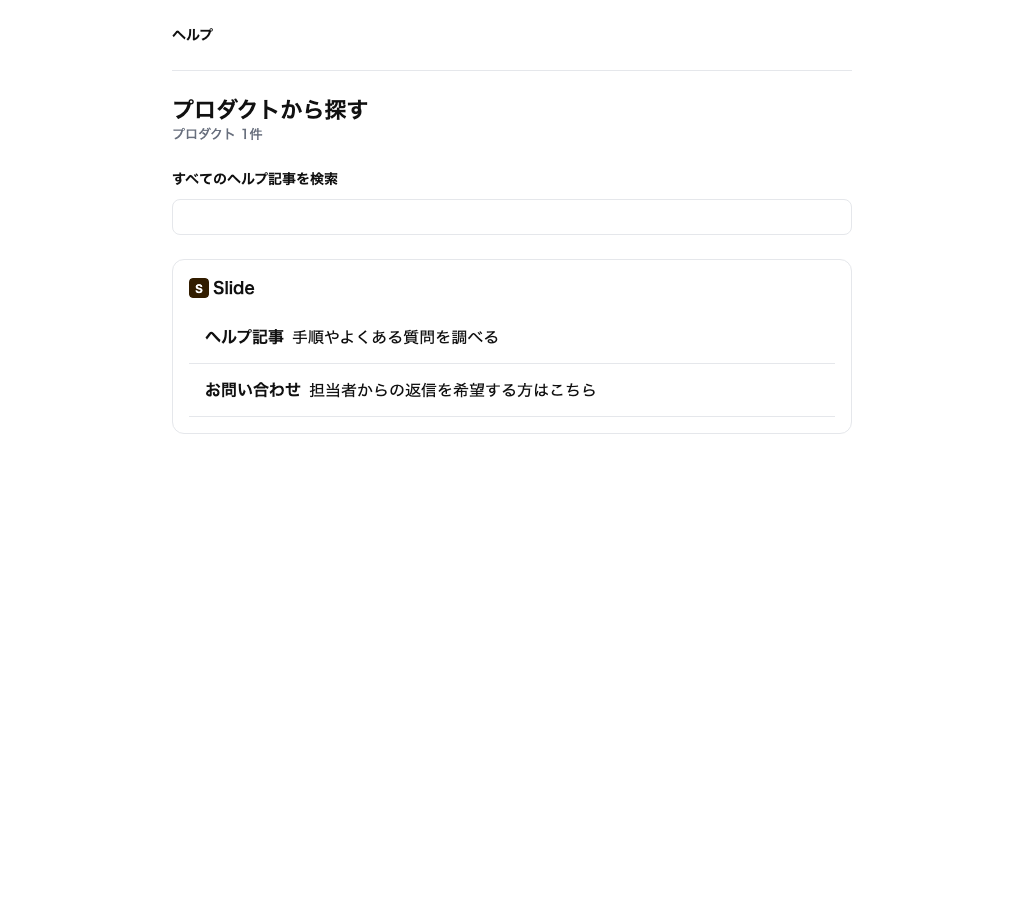 ヘルプ
プロダクトから探す
プロダクト 1件
すべてのヘルプ記事を検索
S Slide
ヘルプ記事 手順やよくある質問を調べる
お問い合わせ 担当者からの返信を希望する方はこちら